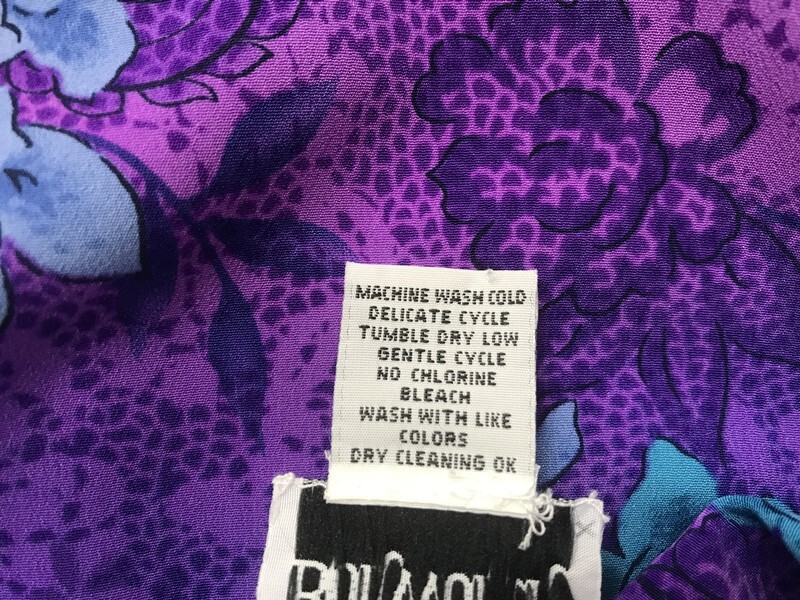 MACHINE WASH COLD
DELICATE CYCLE
TUMBLE DRY LOW
GENTLE CYCLE
NO CHLORINE
BLEACH
WASH WITH LIKE
COLORS
DRY CLEANING OK